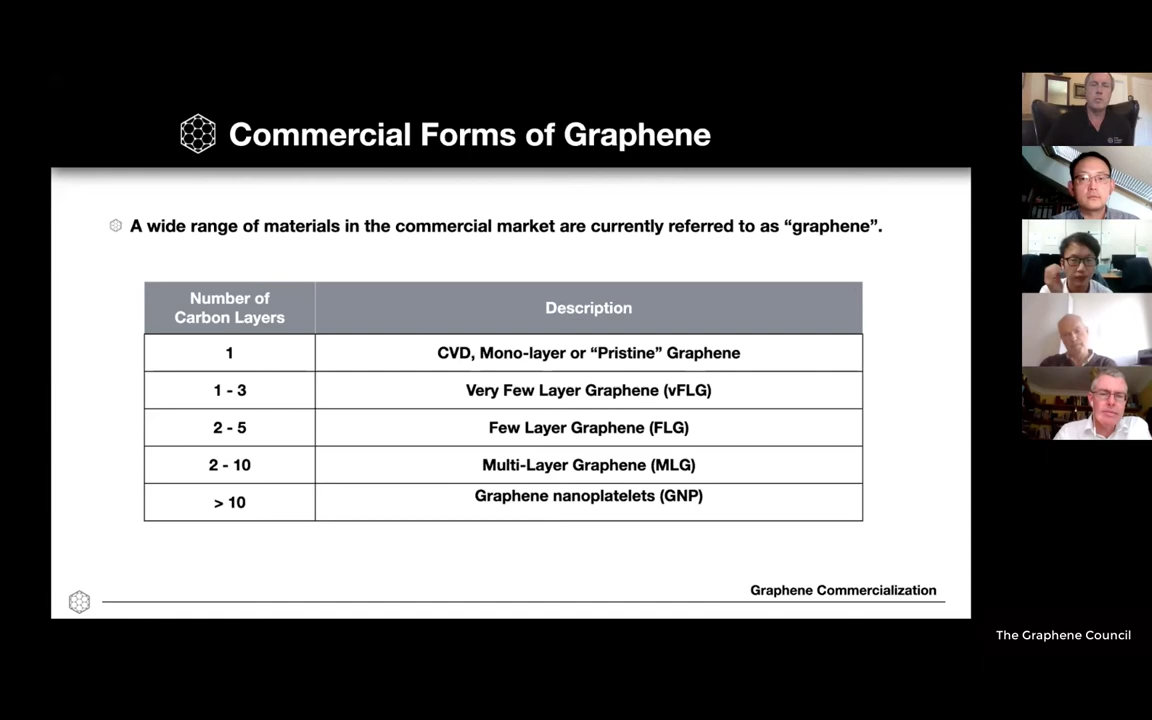 Commercial Forms of Graphene
A wide range of materials in the commercial market are currently referred to as “graphene”.
Number of
Carbon Layers
Description
1
CVD, Mono-layer or “Pristine” Graphene
1 - 3
Very Few Layer Graphene (vFLG)
2 - 5
Few Layer Graphene (FLG)
2 - 10
Multi-Layer Graphene (MLG)
> 10
Graphene nanoplatelets (GNP)
Graphene Commercialization
The Graphene Council